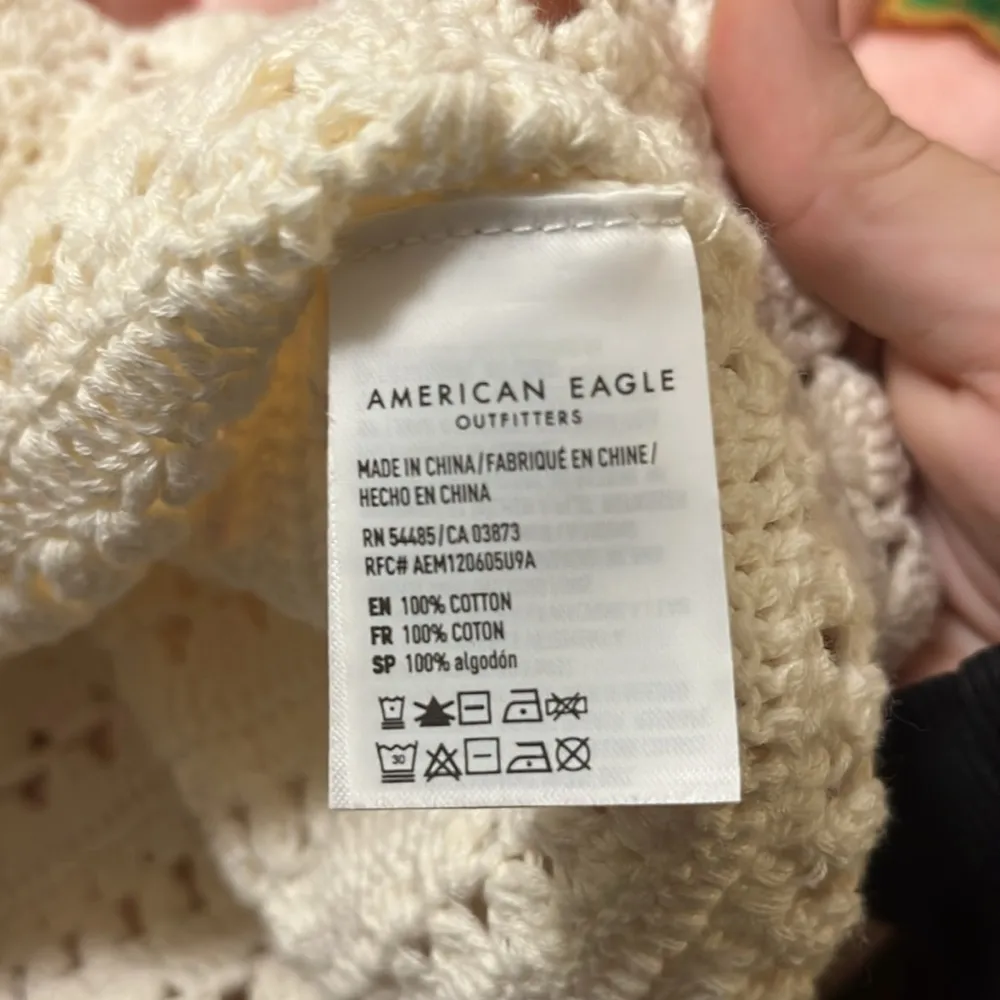 AMERICAN EAGLE
OUTFITTERS
MADE IN CHINA/FABRIQUÉ EN CHINE/
HECHO EN CHINA
RN 54485/CA 03873
RFC# AEM120605U9A
EN 100% COTTON
FR 100% COTON
SP 100% algodón
30